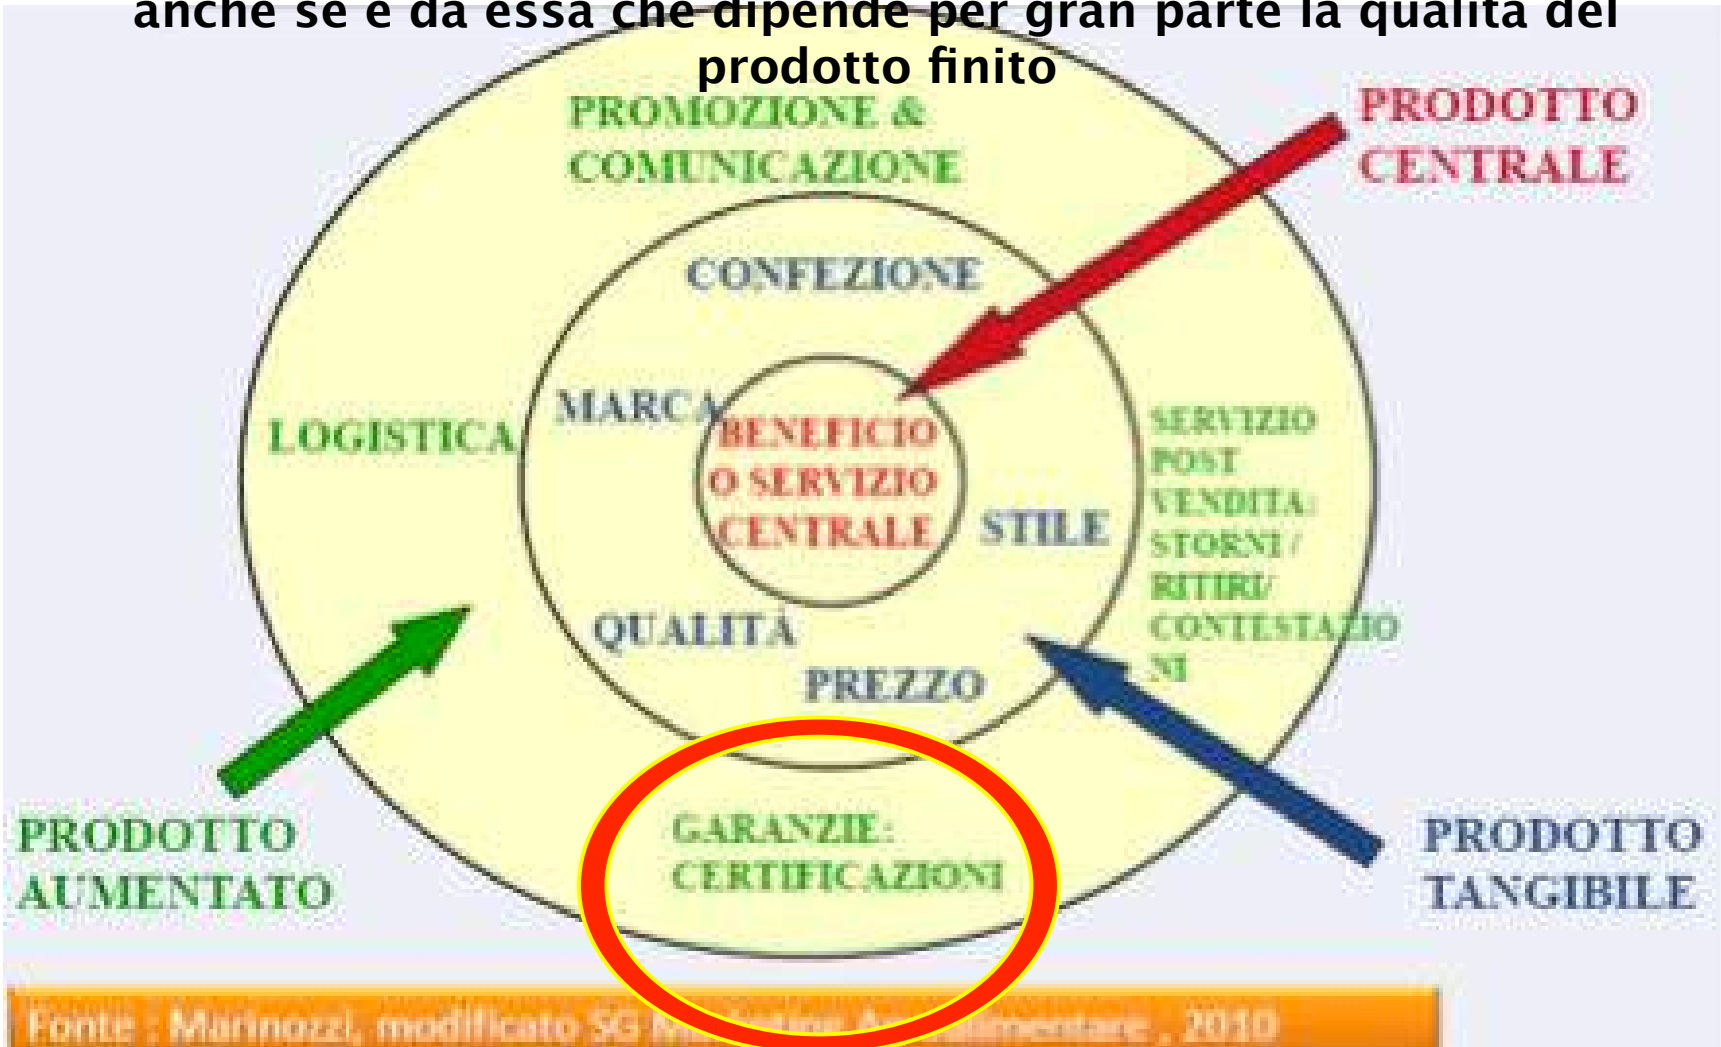 anche se è da essa che dipende per gran parte la qualità del
prodotto finito
PROMOZIONE &
COMUNICAZIONE
PRODOTTO
CENTRALE
CONFEZIONE
MARCA
LOGISTICA
BENEFICIO
O SERVIZIO
CENTRALE
STILE
SERVIZIO
POST
VENDITA:
STORNI /
RITIRI/
CONTESTAZIO
NI
QUALITÀ
PREZZO
GARANZIE:
CERTIFICAZIONI
PRODOTTO
AUMENTATO
PRODOTTO
TANGIBILE
Fonte : Marinozzi, modificato SG , 2010